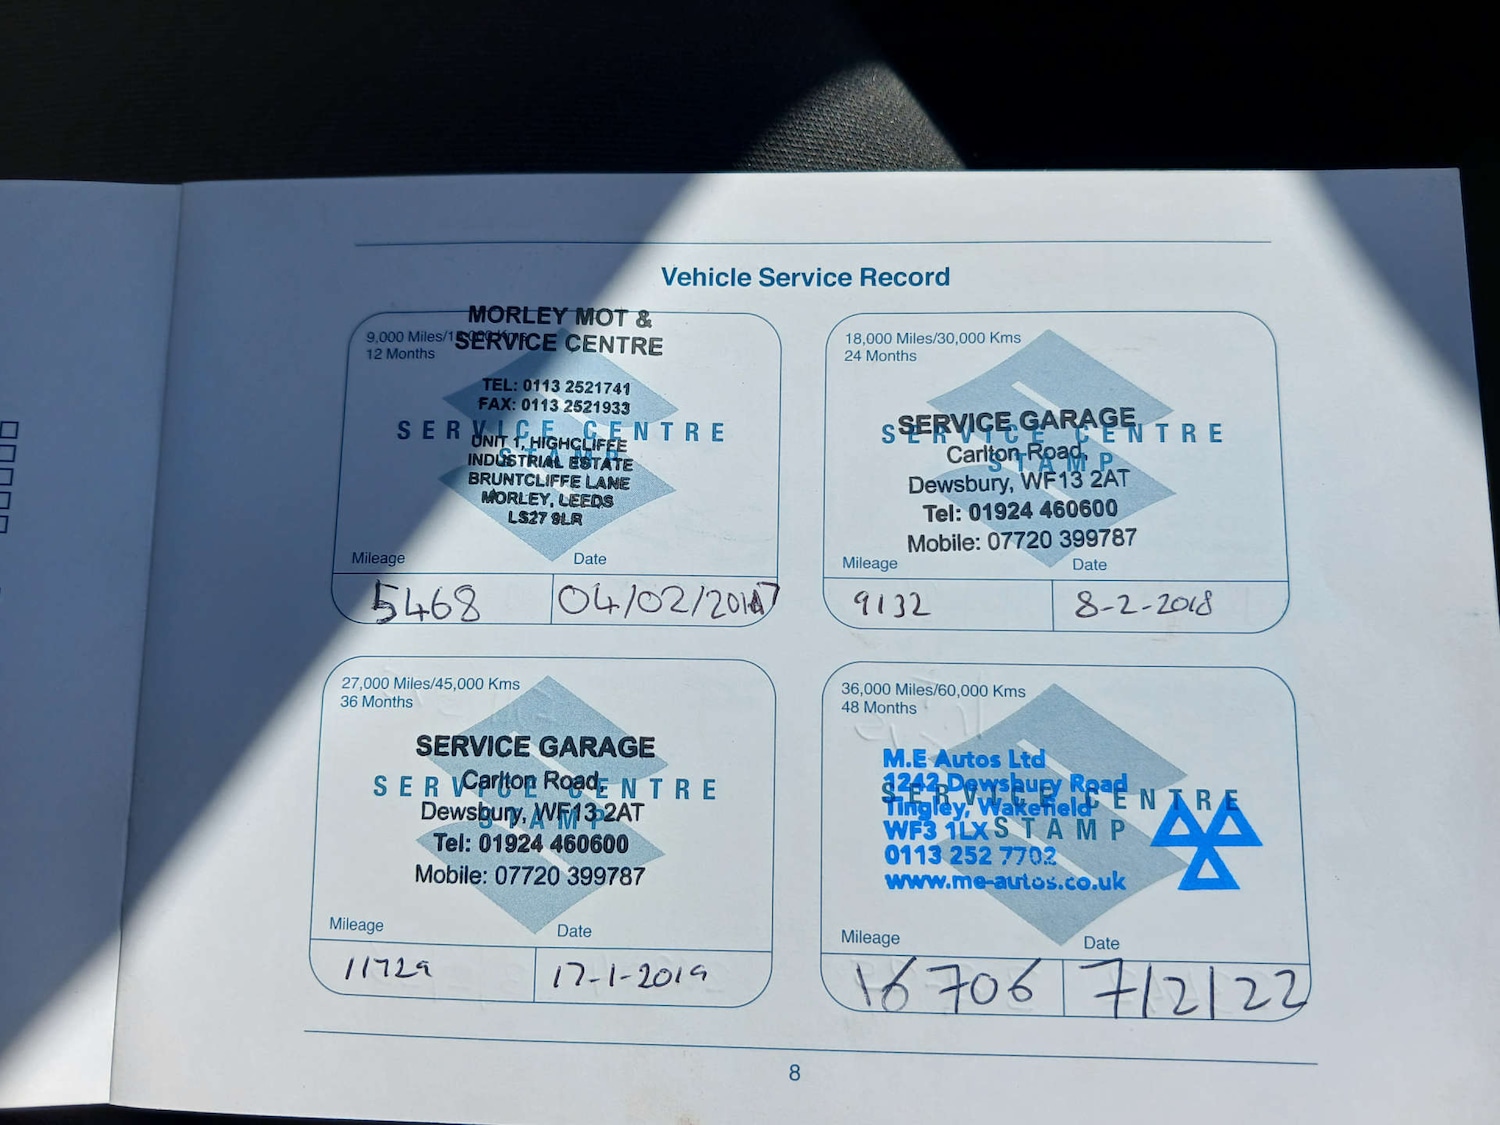 Vehicle Service Record
9,000 Miles/15,000 Kms
12 Months
MORLEY MOT &
SERVICE CENTRE
TEL: 0113 2521741
FAX: 0113 2521933
SERVICE CENTRE
STAMP
UNIT 1, HIGHCLIFFE
INDUSTRIAL ESTATE
BRUNTCLIFFE LANE
MORLEY, LEEDS
LS27 9LR
Mileage Date
5468 04/02/2017
18,000 Miles/30,000 Kms
24 Months
SERVICE GARAGE
SERVICE CENTRE
Carlton Road,
STAMP
Dewsbury, WF13 2AT
Tel: 01924 460600
Mobile: 07720 399787
Mileage Date
9132 8-2-2018
27,000 Miles/45,000 Kms
36 Months
SERVICE GARAGE
Carlton Road,
SERVICE CENTRE
Dewsbury, WF13 2AT
STAMP
Tel: 01924 460600
Mobile: 07720 399787
Mileage Date
11729 17-1-2019
36,000 Miles/60,000 Kms
48 Months
M.E Autos Ltd
1242 Dewsbury Road
SERVICE CENTRE
Tingley, Wakefield
WF3 1LX
STAMP
0113 252 7702
www.me-autos.co.uk
Mileage Date
16706 7/2/22
8